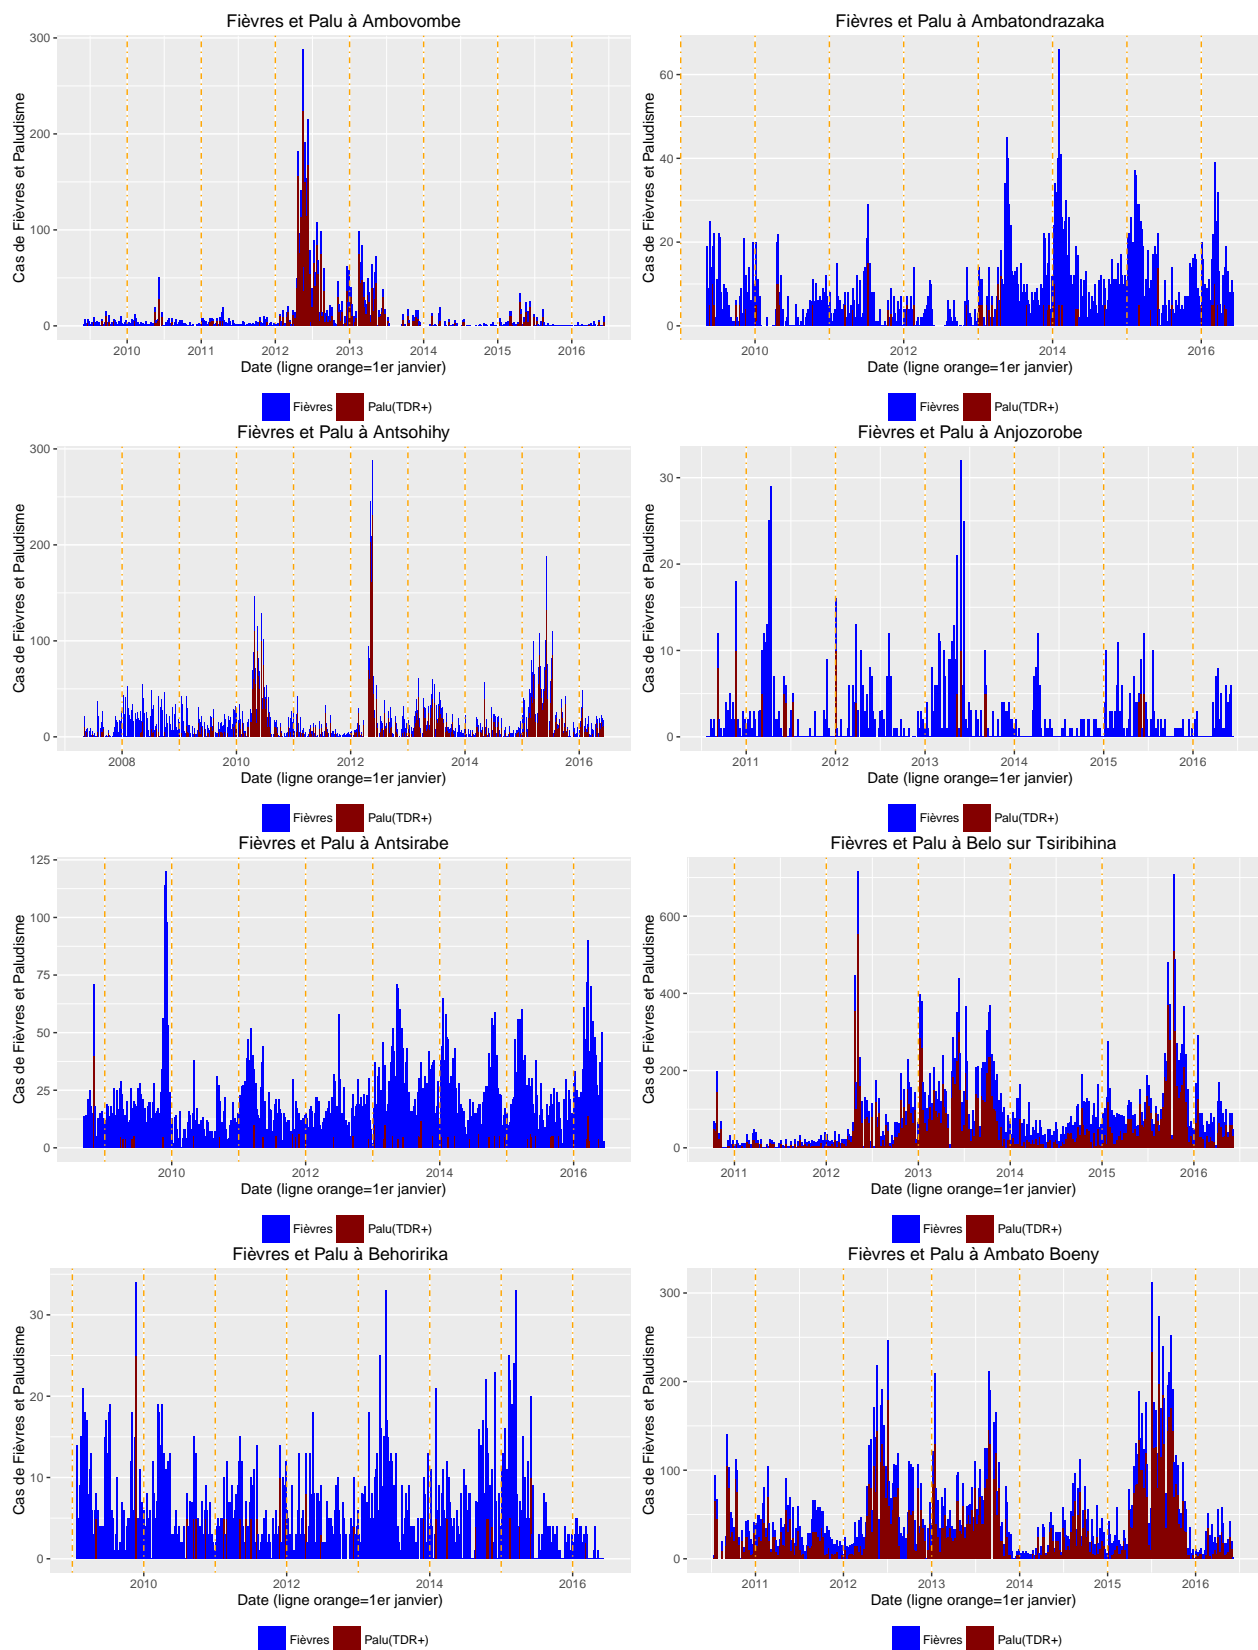 Fièvres et Palu à Ambovombe
Cas de Fièvres et Paludisme
300
200
100
0
2010 2011 2012 2013 2014 2015 2016
Date (ligne orange=1er janvier)
Fièvres Palu(TDR+)
Fièvres et Palu à Ambatondrazaka
Cas de Fièvres et Paludisme
60
40
20
0
2010 2012 2014 2016
Date (ligne orange=1er janvier)
Fièvres Palu(TDR+)
Fièvres et Palu à Antsohihy
Cas de Fièvres et Paludisme
300
200
100
0
2008 2010 2012 2014 2016
Date (ligne orange=1er janvier)
Fièvres Palu(TDR+)
Fièvres et Palu à Anjozorobe
Cas de Fièvres et Paludisme
30
20
10
0
2011 2012 2013 2014 2015 2016
Date (ligne orange=1er janvier)
Fièvres Palu(TDR+)
Fièvres et Palu à Antsirabe
Cas de Fièvres et Paludisme
125
100
75
50
25
0
2010 2012 2014 2016
Date (ligne orange=1er janvier)
Fièvres Palu(TDR+)
Fièvres et Palu à Belo sur Tsiribihina
Cas de Fièvres et Paludisme
600
400
200
0
2011 2012 2013 2014 2015 2016
Date (ligne orange=1er janvier)
Fièvres Palu(TDR+)
Fièvres et Palu à Behoririka
Cas de Fièvres et Paludisme
30
20
10
0
2010 2012 2014 2016
Date (ligne orange=1er janvier)
Fièvres Palu(TDR+)
Fièvres et Palu à Ambato Boeny
Cas de Fièvres et Paludisme
300
200
100
0
2011 2012 2013 2014 2015 2016
Date (ligne orange=1er janvier)
Fièvres Palu(TDR+)